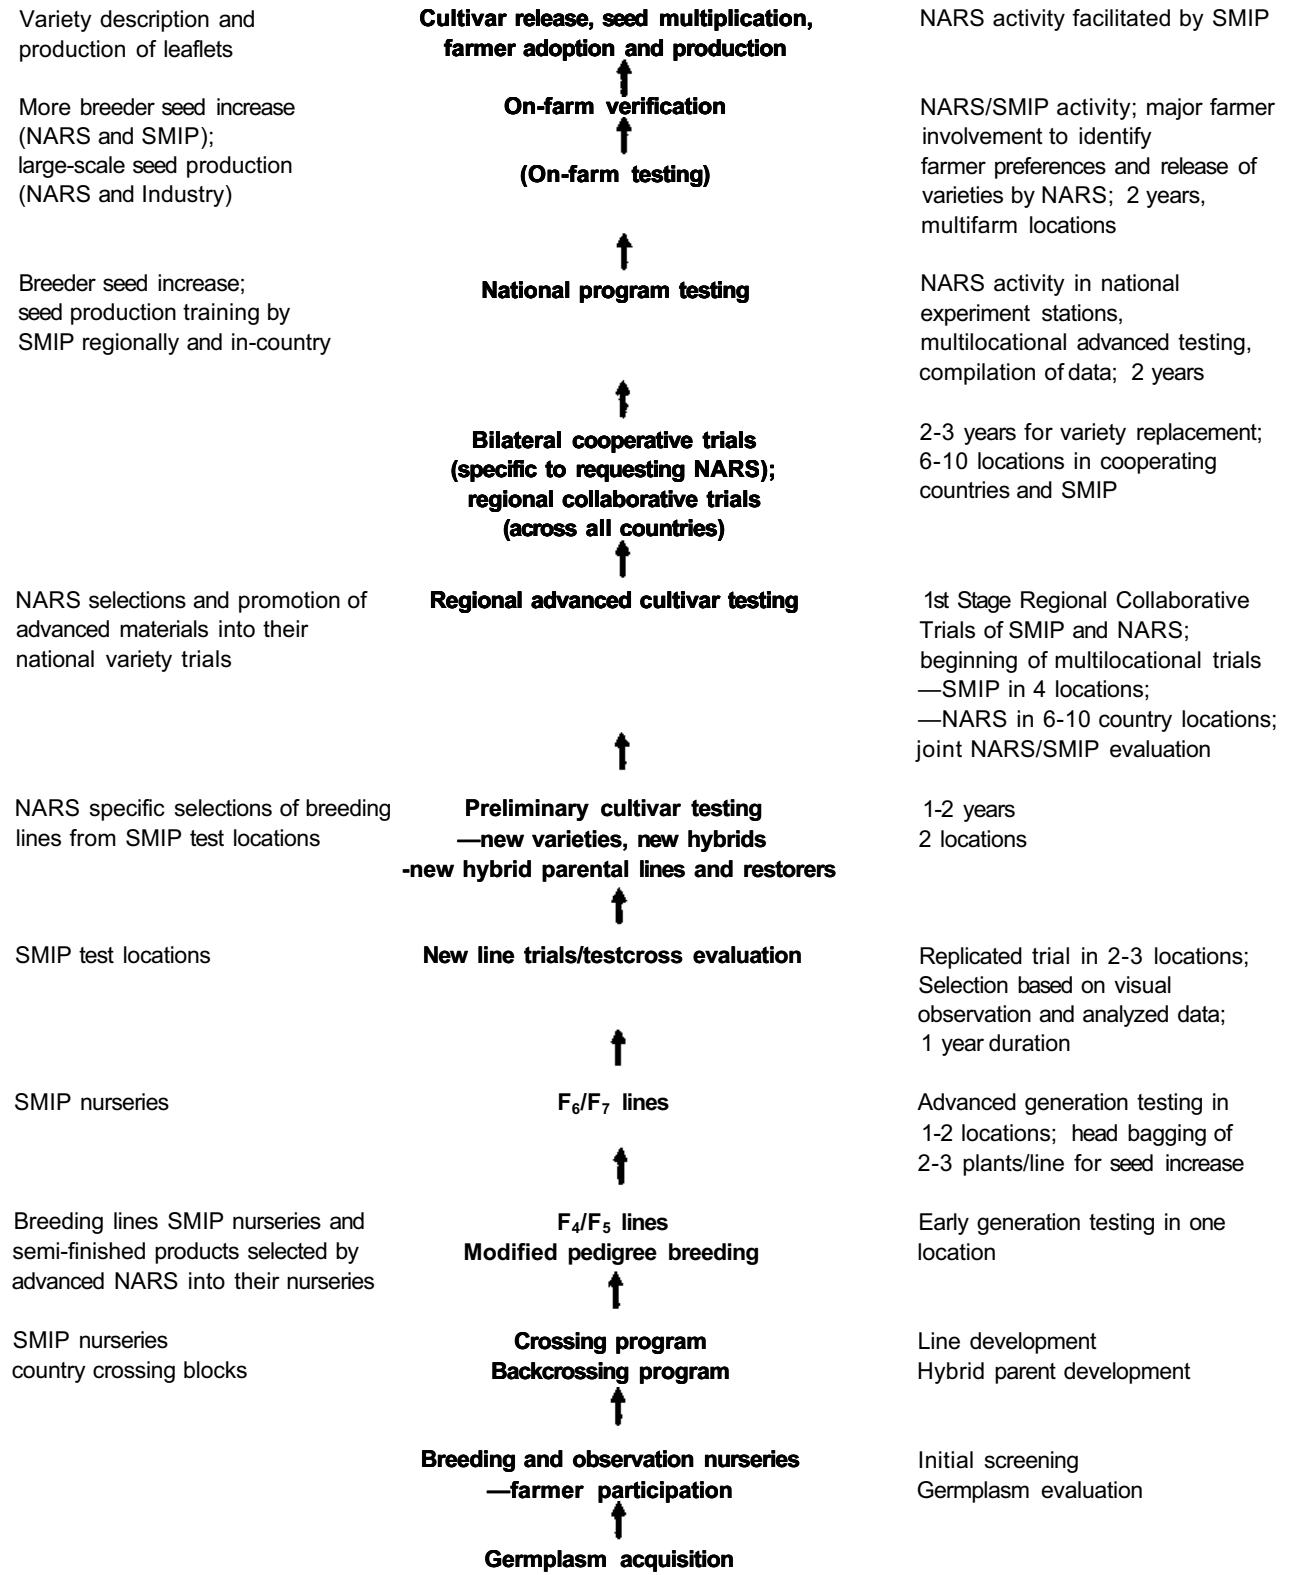 Variety description and
production of leaflets
Cultivar release, seed multiplication,
farmer adoption and production
NARS activity facilitated by SMIP
More breeder seed increase
(NARS and SMIP);
large-scale seed production
(NARS and Industry)
On-farm verification
(On-farm testing)
NARS/SMIP activity; major farmer
involvement to identify
farmer preferences and release of
varieties by NARS; 2 years,
multifarm locations
Breeder seed increase;
seed production training by
SMIP regionally and in-country
National program testing
NARS activity in national
experiment stations,
multilocational advanced testing,
compilation of data; 2 years
Bilateral cooperative trials
(specific to requesting NARS);
regional collaborative trials
(across all countries)
2-3 years for variety replacement;
6-10 locations in cooperating
countries and SMIP
NARS selections and promotion of
advanced materials into their
national variety trials
Regional advanced cultivar testing
1st Stage Regional Collaborative
Trials of SMIP and NARS;
beginning of multilocational trials
—SMIP in 4 locations;
—NARS in 6-10 country locations;
joint NARS/SMIP evaluation
NARS specific selections of breeding
lines from SMIP test locations
Preliminary cultivar testing
—new varieties, new hybrids
-new hybrid parental lines and restorers
1-2 years
2 locations
SMIP test locations
New line trials/testcross evaluation
Replicated trial in 2-3 locations;
Selection based on visual
observation and analyzed data;
1 year duration
SMIP nurseries
F₆/F₇ lines
Advanced generation testing in
1-2 locations; head bagging of
2-3 plants/line for seed increase
Breeding lines SMIP nurseries and
semi-finished products selected by
advanced NARS into their nurseries
F₄/F₅ lines
Modified pedigree breeding
Early generation testing in one
location
SMIP nurseries
country crossing blocks
Crossing program
Backcrossing program
Line development
Hybrid parent development
Breeding and observation nurseries
—farmer participation
Initial screening
Germplasm evaluation
Germplasm acquisition